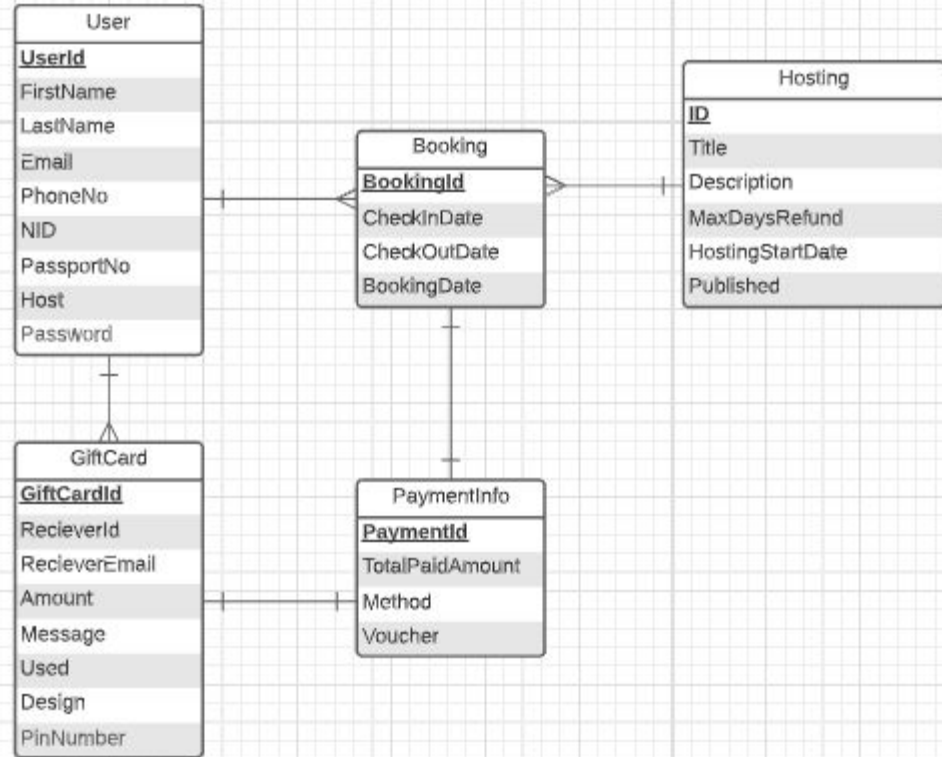 User
UserId
FirstName
LastName
Email
PhoneNo
NID
PassportNo
Host
Password
Booking
BookingId
CheckInDate
CheckOutDate
BookingDate
Hosting
ID
Title
Description
MaxDaysRefund
HostingStartDate
Published
GiftCard
GiftCardId
RecieverId
RecieverEmail
Amount
Message
Used
Design
PinNumber
PaymentInfo
PaymentId
TotalPaidAmount
Method
Voucher